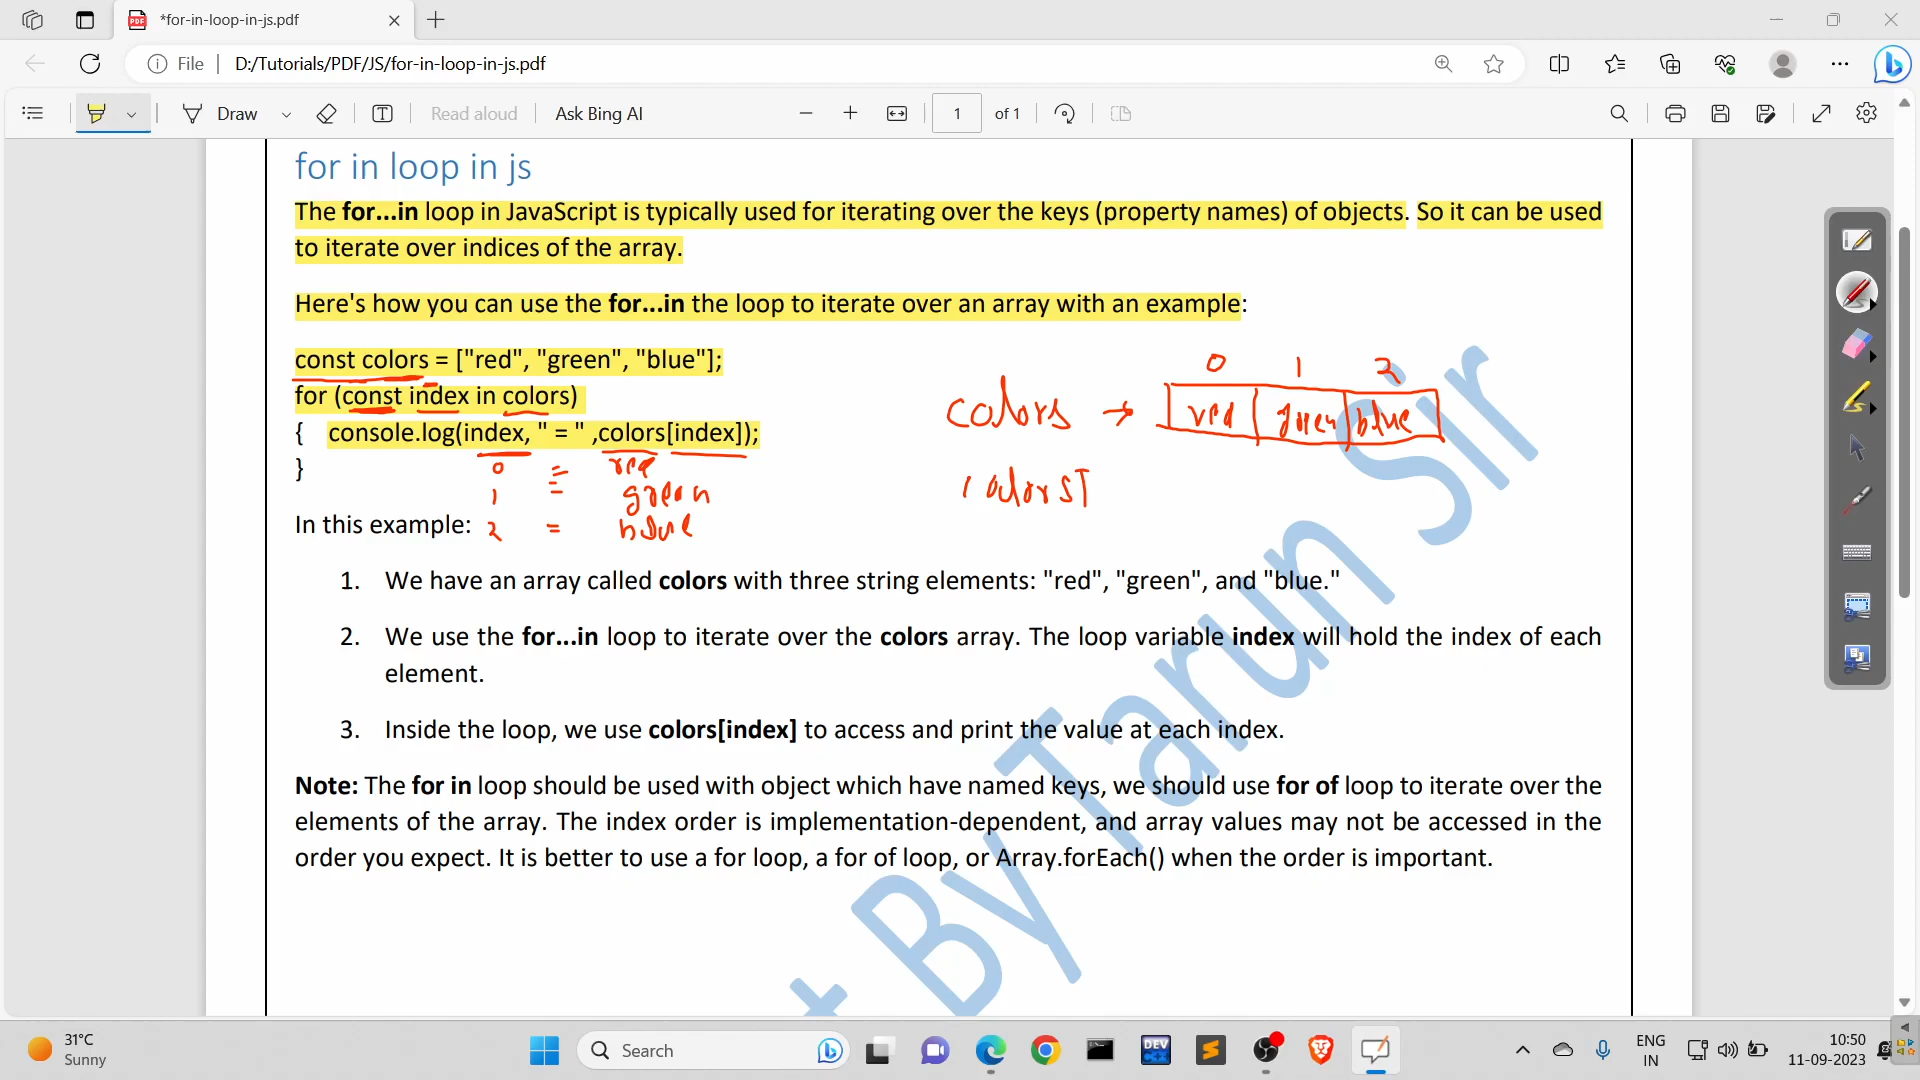 *for-in-loop-in-js.pdf
File
D:/Tutorials/PDF/JS/for-in-loop-in-js.pdf
Draw
Read aloud
Ask Bing AI
1
of 1
for in loop in js
The for...in loop in JavaScript is typically used for iterating over the keys (property names) of objects. So it can be used
to iterate over indices of the array.
Here's how you can use the for...in the loop to iterate over an array with an example:
const colors = ["red", "green", "blue"];
for (const index in colors)
{ console.log(index, " = " ,colors[index]);
}
0 = red
1 = green
2 = blue
0 1 2
colors → red green blue
colors[
In this example:
1. We have an array called colors with three string elements: "red", "green", and "blue."
2. We use the for...in loop to iterate over the colors array. The loop variable index will hold the index of each
element.
3. Inside the loop, we use colors[index] to access and print the value at each index.
Note: The for in loop should be used with object which have named keys, we should use for of loop to iterate over the
elements of the array. The index order is implementation-dependent, and array values may not be accessed in the
order you expect. It is better to use a for loop, a for of loop, or Array.forEach() when the order is important.
t By Tarun Sir
31°C
Sunny
Search
DEV
ENG
IN
10:50
11-09-2023